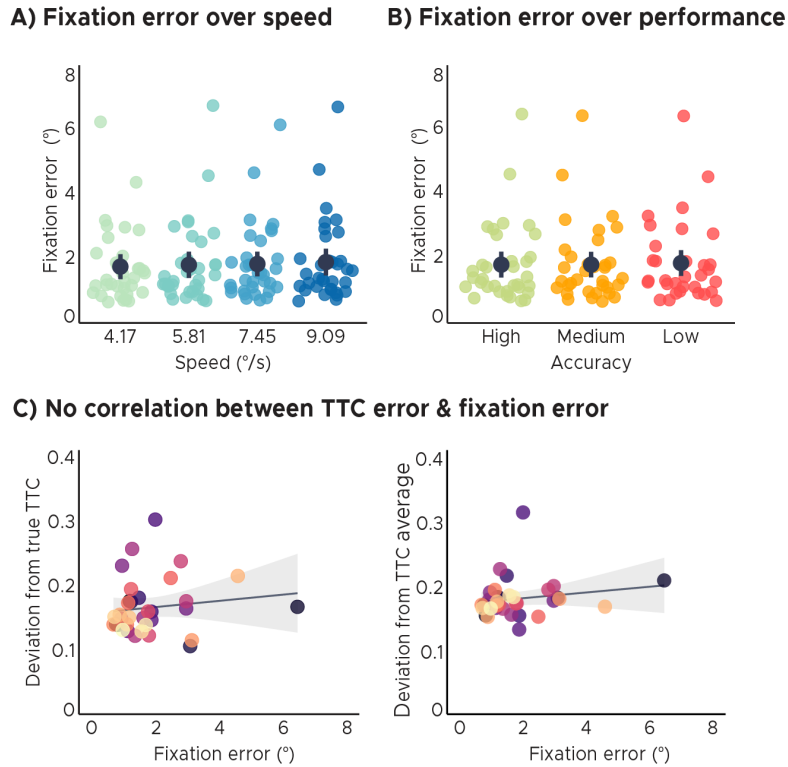 A) Fixation error over speed
Fixation error (°)
8
6
4
2
0
4.17 5.81 7.45 9.09
Speed (°/s)
B) Fixation error over performance
Fixation error (°)
8
6
4
2
0
High Medium Low
Accuracy
C) No correlation between TTC error & fixation error
Deviation from true TTC
0.4
0.3
0.2
0.1
0
0 2 4 6 8
Fixation error (°)
Deviation from TTC average
0.4
0.3
0.2
0.1
0
0 2 4 6 8
Fixation error (°)